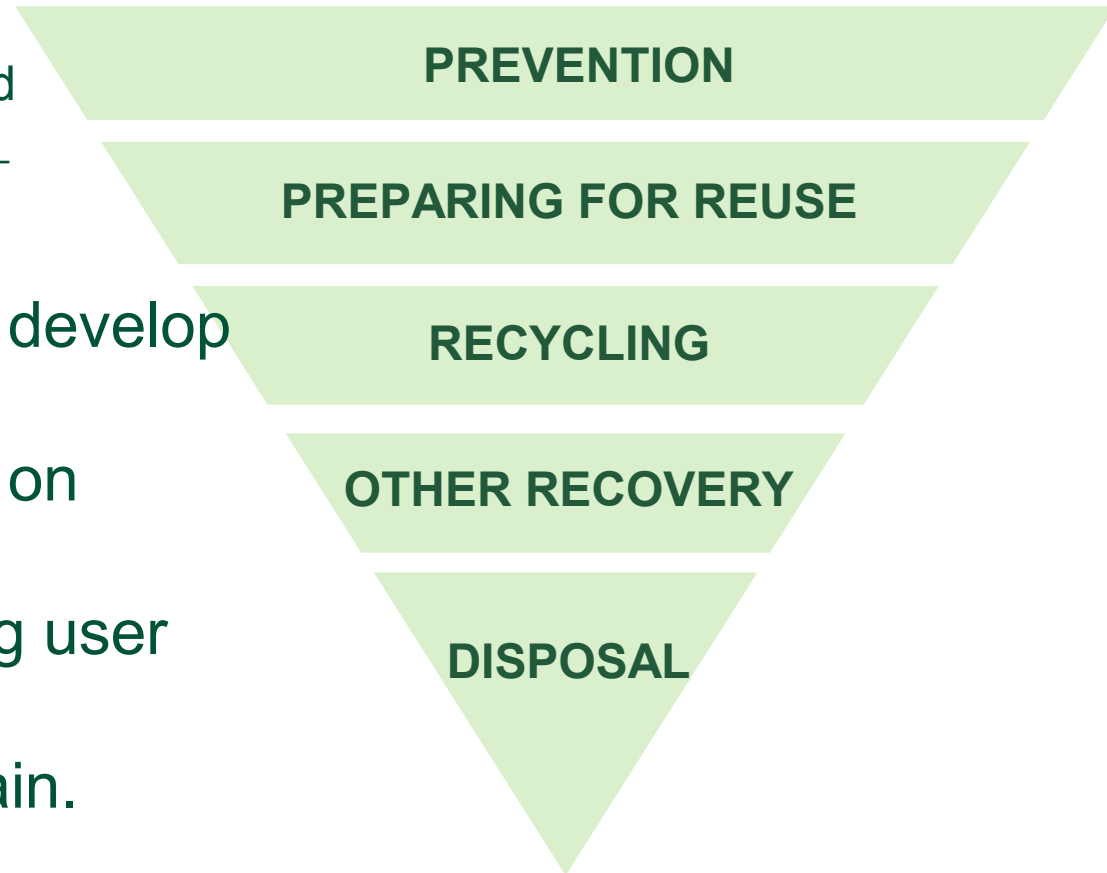 PREVENTION
d
–
PREPARING FOR REUSE
develop
RECYCLING
on
OTHER RECOVERY
g user
DISPOSAL
ain.